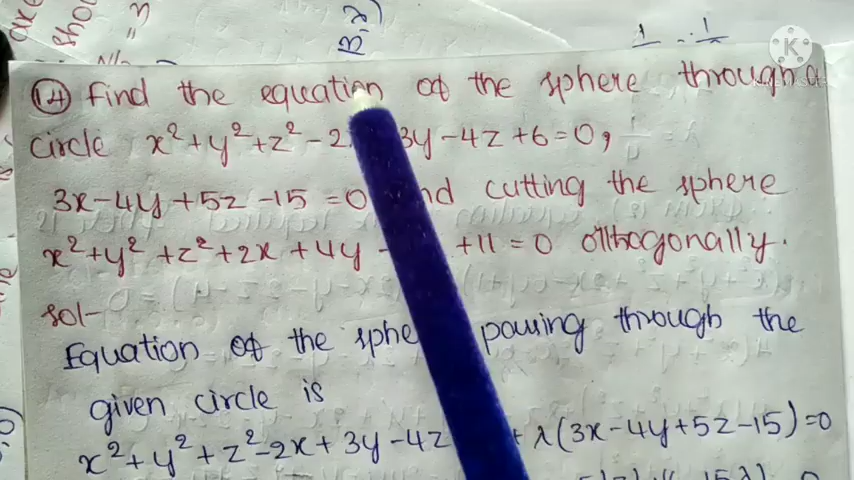 (14) Find the equation of the sphere through a
circle x² + y² + z² - 2 3y - 4z + 6 = 0,
3x - 4y + 5z - 15 = 0 and cutting the sphere
x² + y² + z² + 2x + 4y - + 11 = 0 orthogonally.
Sol-
Equation of the sphe passing through the
given circle is
x² + y² + z² - 2x + 3y - 4z + λ(3x - 4y + 5z - 15) = 0